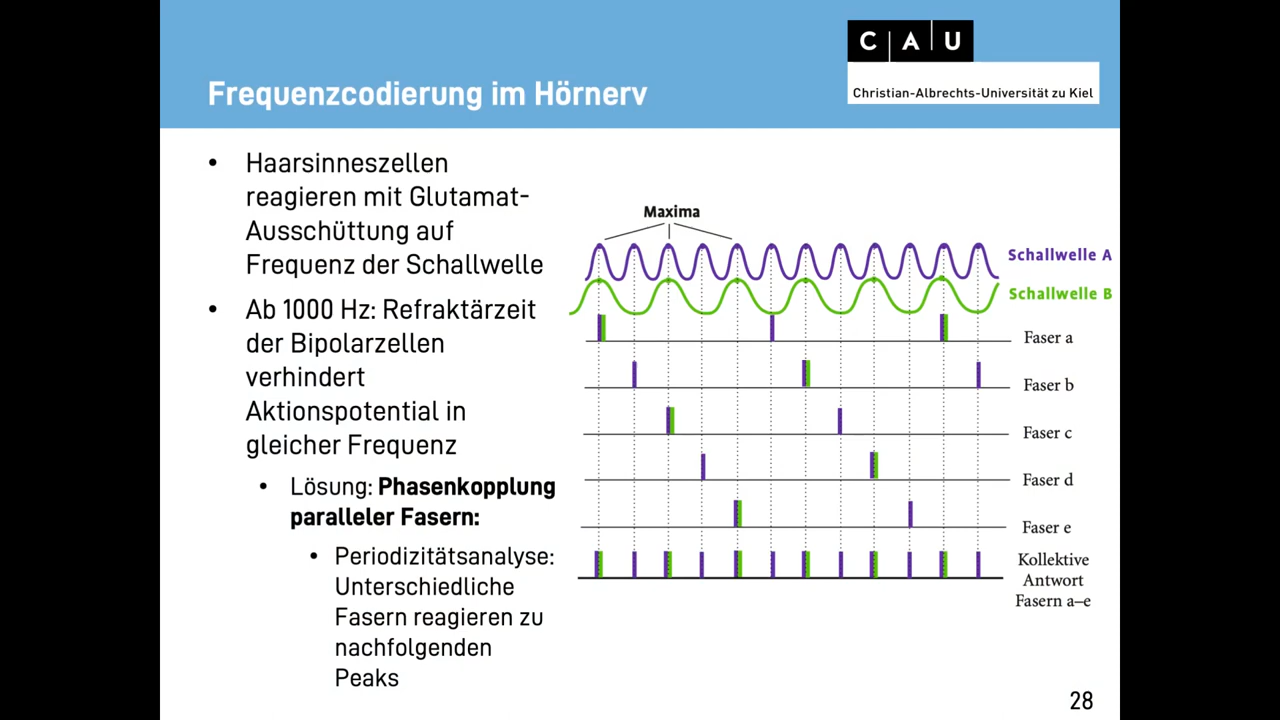 CAU
Christian-Albrechts-Universität zu Kiel
Frequenzcodierung im Hörnerv
• Haarsinneszellen
reagieren mit Glutamat-
Ausschüttung auf
Frequenz der Schallwelle
• Ab 1000 Hz: Refraktärzeit
der Bipolarzellen
verhindert
Aktionspotential in
gleicher Frequenz
• Lösung: Phasenkopplung
paralleler Fasern:
• Periodizitätsanalyse:
Unterschiedliche
Fasern reagieren zu
nachfolgenden
Peaks
Maxima
Schallwelle A
Schallwelle B
Faser a
Faser b
Faser c
Faser d
Faser e
Kollektive
Antwort
Fasern a–e
28